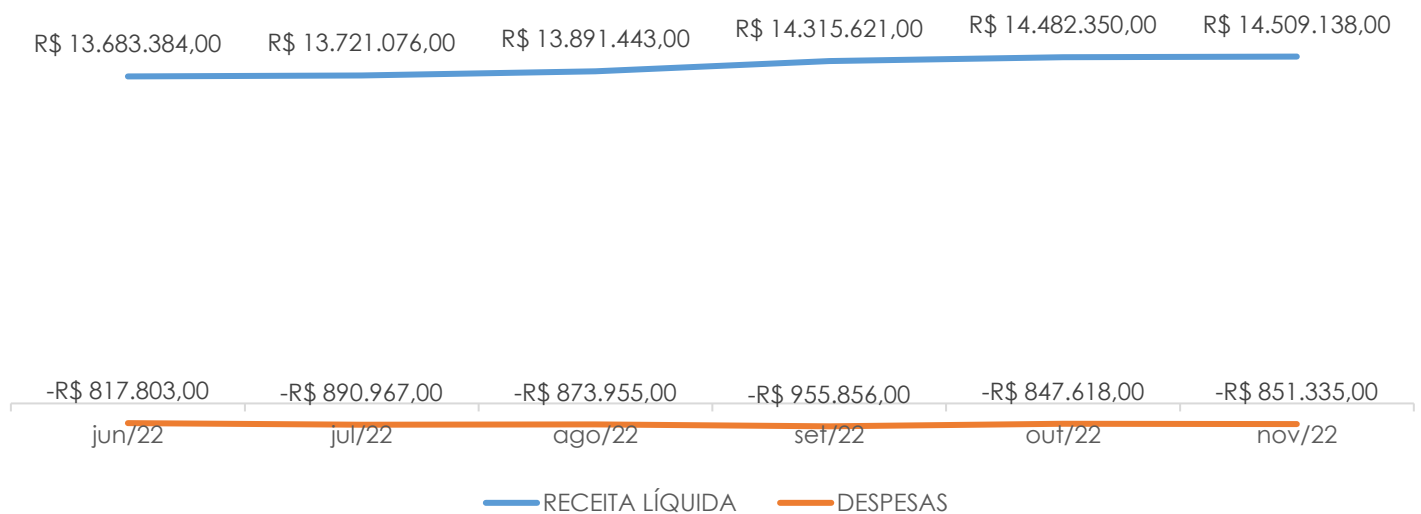 R$ 13.683.384,00 R$ 13.721.076,00 R$ 13.891.443,00 R$ 14.315.621,00 R$ 14.482.350,00 R$ 14.509.138,00
-R$ 817.803,00 -R$ 890.967,00 -R$ 873.955,00 -R$ 955.856,00 -R$ 847.618,00 -R$ 851.335,00
jun/22 jul/22 ago/22 set/22 out/22 nov/22
RECEITA LÍQUIDA DESPESAS